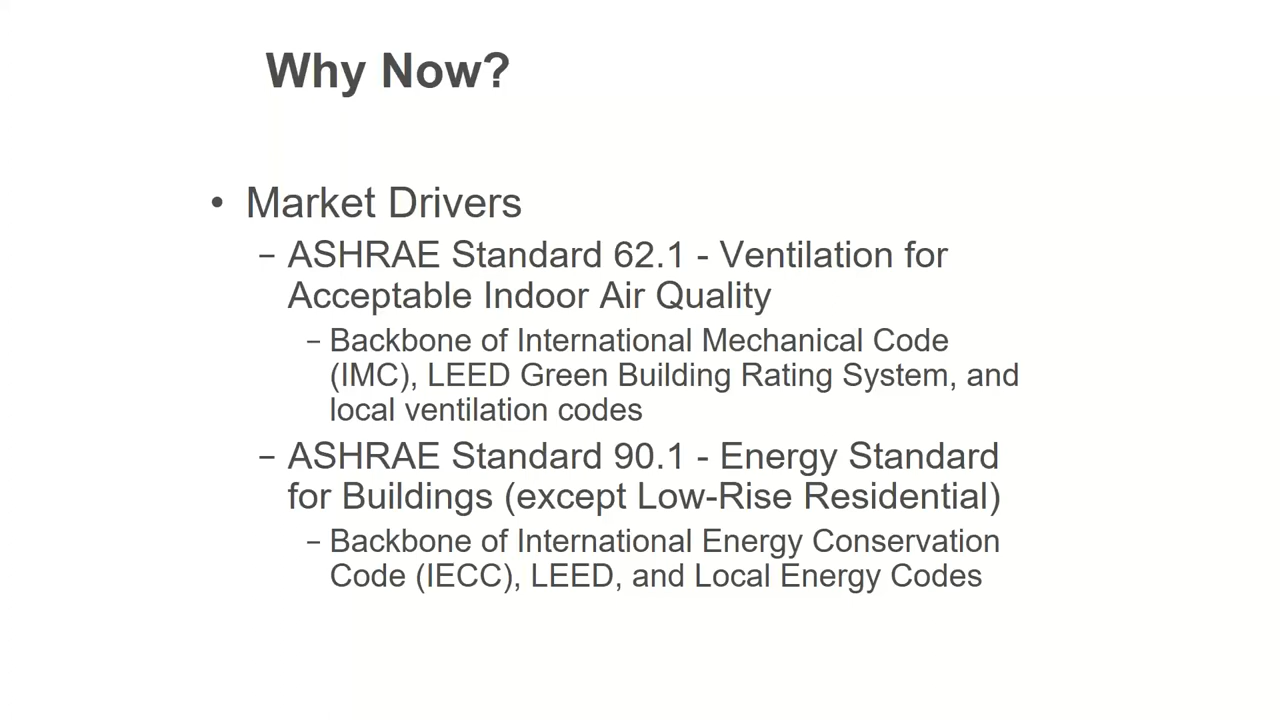 Why Now?
• Market Drivers
– ASHRAE Standard 62.1 - Ventilation for
Acceptable Indoor Air Quality
– Backbone of International Mechanical Code
(IMC), LEED Green Building Rating System, and
local ventilation codes
– ASHRAE Standard 90.1 - Energy Standard
for Buildings (except Low-Rise Residential)
– Backbone of International Energy Conservation
Code (IECC), LEED, and Local Energy Codes